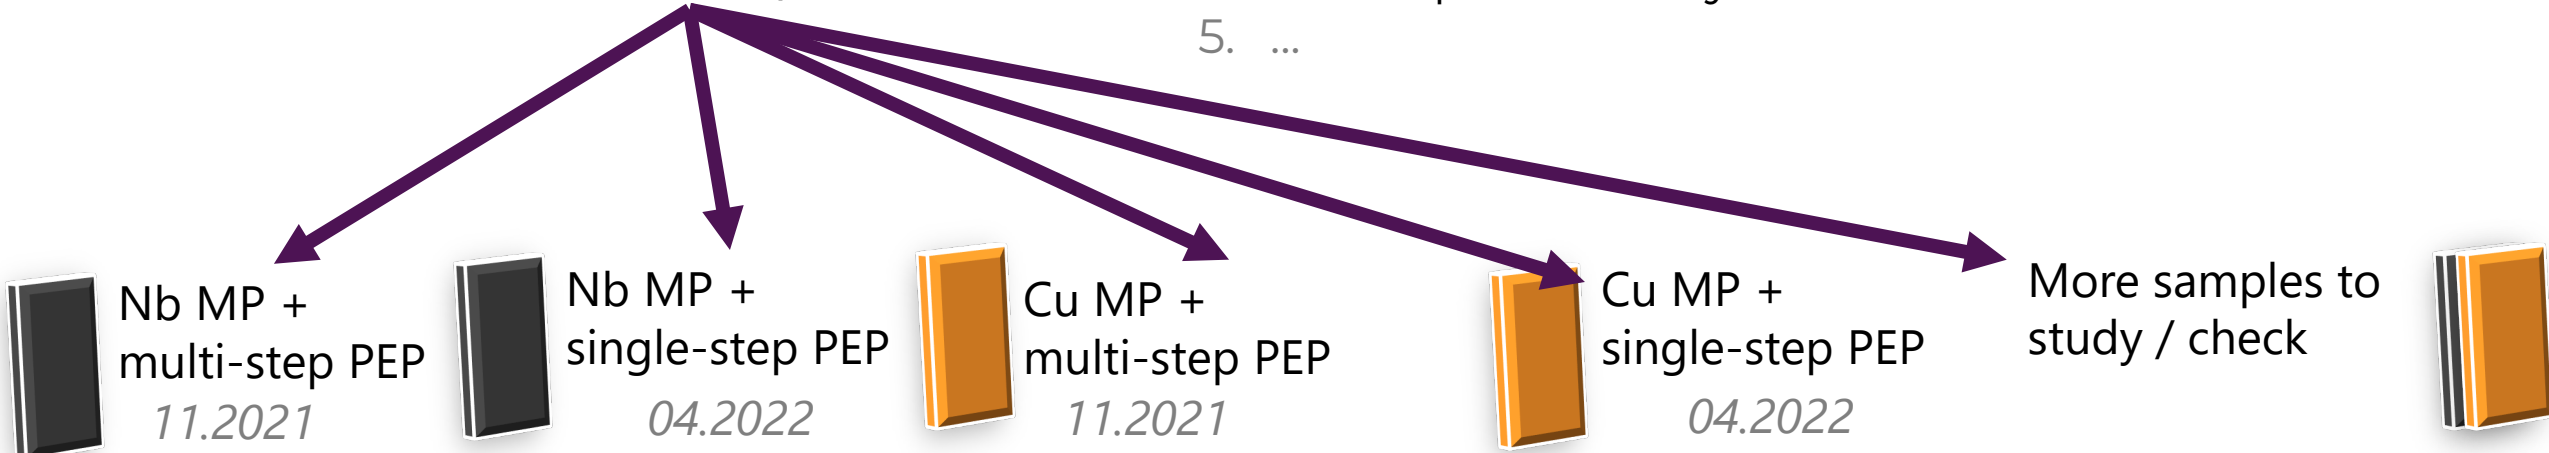 5. ...
Nb MP +
multi-step PEP
11.2021
Nb MP +
single-step PEP
04.2022
Cu MP +
multi-step PEP
11.2021
Cu MP +
single-step PEP
04.2022
More samples to
study / check